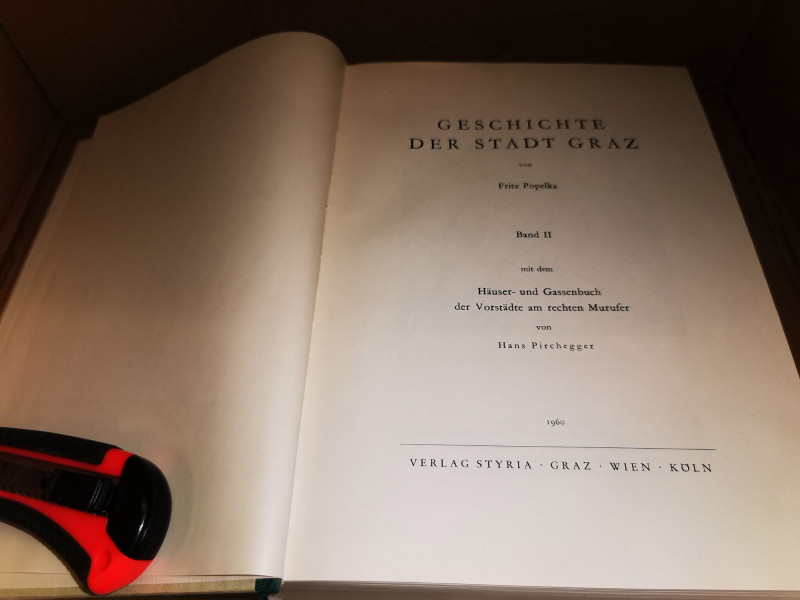 GESCHICHTE
DER STADT GRAZ
von
Fritz Popelka
Band II
mit dem
Häuser- und Gassenbuch
der Vorstädte am rechten Murufer
von
Hans Pirchegger
1960
VERLAG STYRIA · GRAZ · WIEN · KÖLN